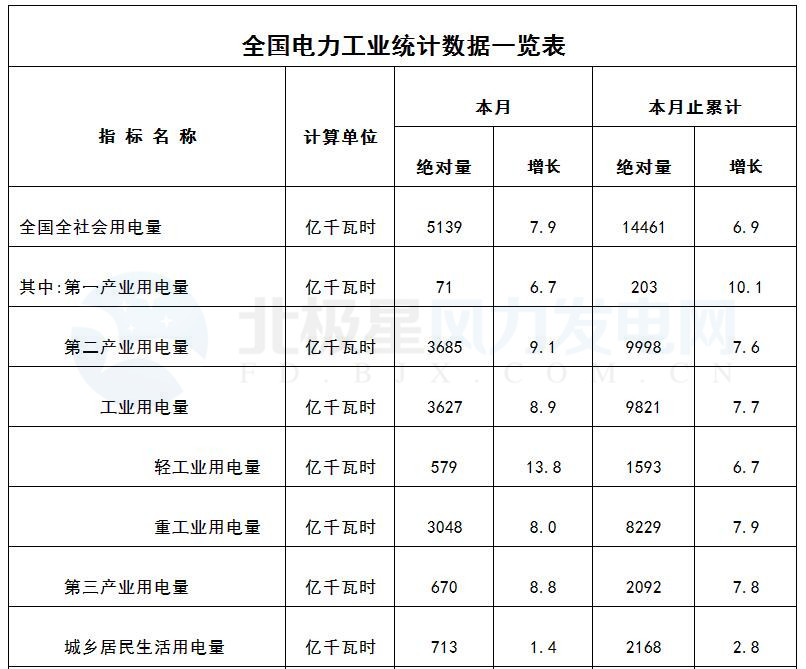 全国电力工业统计数据一览表
指 标 名 称 计算单位 本月 本月止累计
绝对量 增长 绝对量 增长
全国全社会用电量 亿千瓦时 5139 7.9 14461 6.9
其中:第一产业用电量 亿千瓦时 71 6.7 203 10.1
北极星风力发电网
第二产业用电量 亿千瓦时 3685 9.1 9998 7.6
FD.BJX.COM.CN
工业用电量 亿千瓦时 3627 8.9 9821 7.7
轻工业用电量 亿千瓦时 579 13.8 1593 6.7
重工业用电量 亿千瓦时 3048 8.0 8229 7.9
第三产业用电量 亿千瓦时 670 8.8 2092 7.8
城乡居民生活用电量 亿千瓦时 713 1.4 2168 2.8